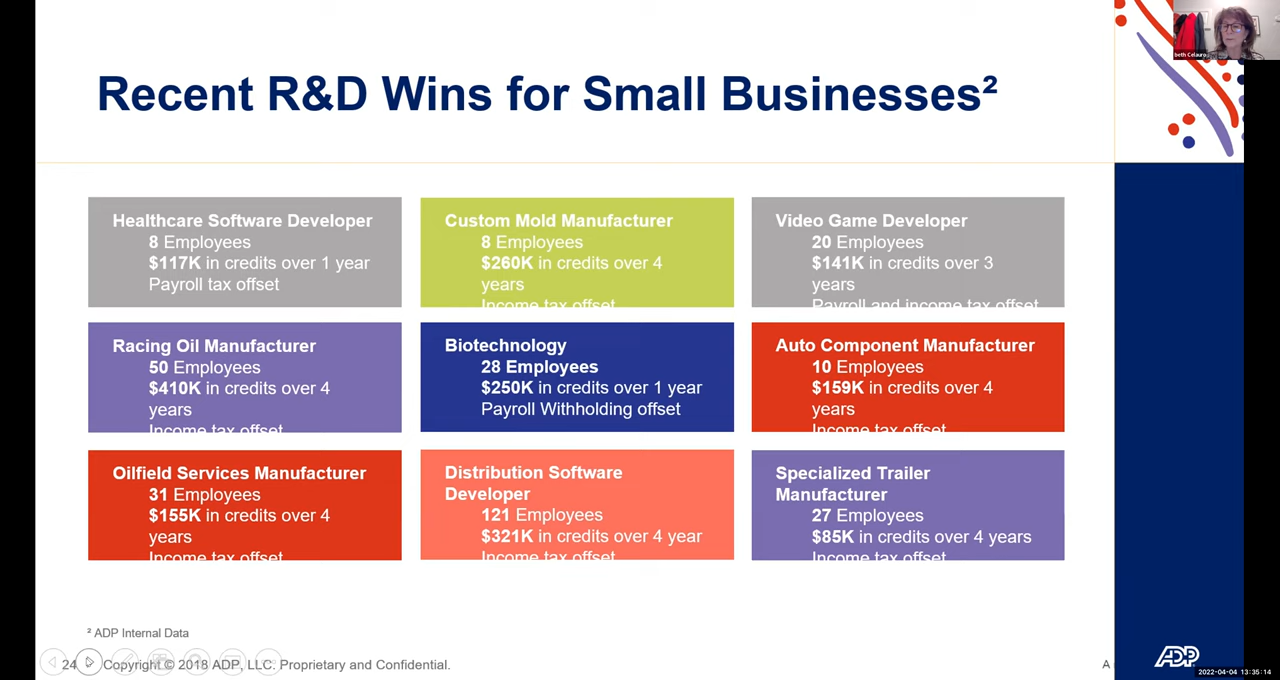 beth Celauro
Recent R&D Wins for Small Businesses²
Healthcare Software Developer
8 Employees
$117K in credits over 1 year
Payroll tax offset
Custom Mold Manufacturer
8 Employees
$260K in credits over 4
years
Income tax offset
Video Game Developer
20 Employees
$141K in credits over 3
years
Payroll and income tax offset
Racing Oil Manufacturer
50 Employees
$410K in credits over 4
years
Income tax offset
Biotechnology
28 Employees
$250K in credits over 1 year
Payroll Withholding offset
Auto Component Manufacturer
10 Employees
$159K in credits over 4
years
Income tax offset
Oilfield Services Manufacturer
31 Employees
$155K in credits over 4
years
Income tax offset
Distribution Software
Developer
121 Employees
$321K in credits over 4 year
Income tax offset
Specialized Trailer
Manufacturer
27 Employees
$85K in credits over 4 years
Income tax offset
² ADP Internal Data
24 Copyright © 2018 ADP, LLC. Proprietary and Confidential.
A
ADP
2022-04-04 13:35:14